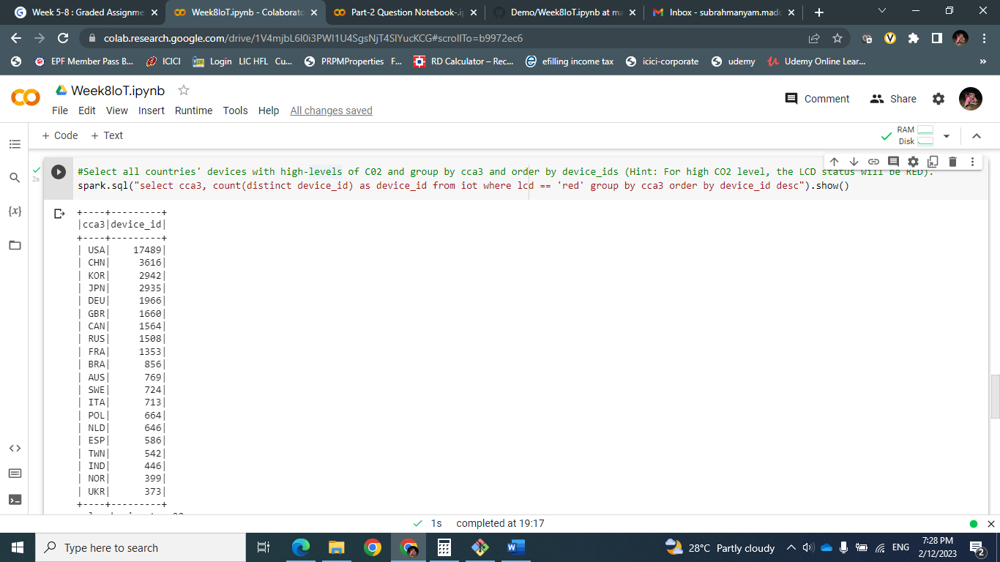 Week 5-8 : Graded Assignme
Week8IoT.ipynb - Colaborato
Part-2 Question Notebook-.i
Demo/Week8IoT.ipynb at ma
Inbox - subrahmanyam.mado
colab.research.google.com/drive/1V4mjbL6I0i3PWI1U4SgsNjT4SlYucKCG#scrollTo=b9972ec6
EPF Member Pass B...
ICICI
Login
LIC HFL Cu...
PRPMProperties F...
RD Calculator – Rec...
efilling income tax
icici-corporate
udemy
Udemy Online Lear...
»
Week8IoT.ipynb
Comment
Share
File Edit View Insert Runtime Tools Help All changes saved
+ Code + Text
RAM
Disk
2s
#Select all countries' devices with high-levels of C02 and group by cca3 and order by device_ids (Hint: For high CO2 level, the LCD status will be RED).
spark.sql("select cca3, count(distinct device_id) as device_id from iot where lcd == 'red' group by cca3 order by device_id desc").show()
+----+---------+
|cca3|device_id|
+----+---------+
| USA| 17489|
| CHN| 3616|
| KOR| 2942|
| JPN| 2935|
| DEU| 1966|
| GBR| 1660|
| CAN| 1564|
| RUS| 1508|
| FRA| 1353|
| BRA| 856|
| AUS| 769|
| SWE| 724|
| ITA| 713|
| POL| 664|
| NLD| 646|
| ESP| 586|
| TWN| 542|
| IND| 446|
| NOR| 399|
| UKR| 373|
+----+---------+
{x}
1s completed at 19:17
Type here to search
28°C Partly cloudy
ENG
7:28 PM
2/12/2023
2